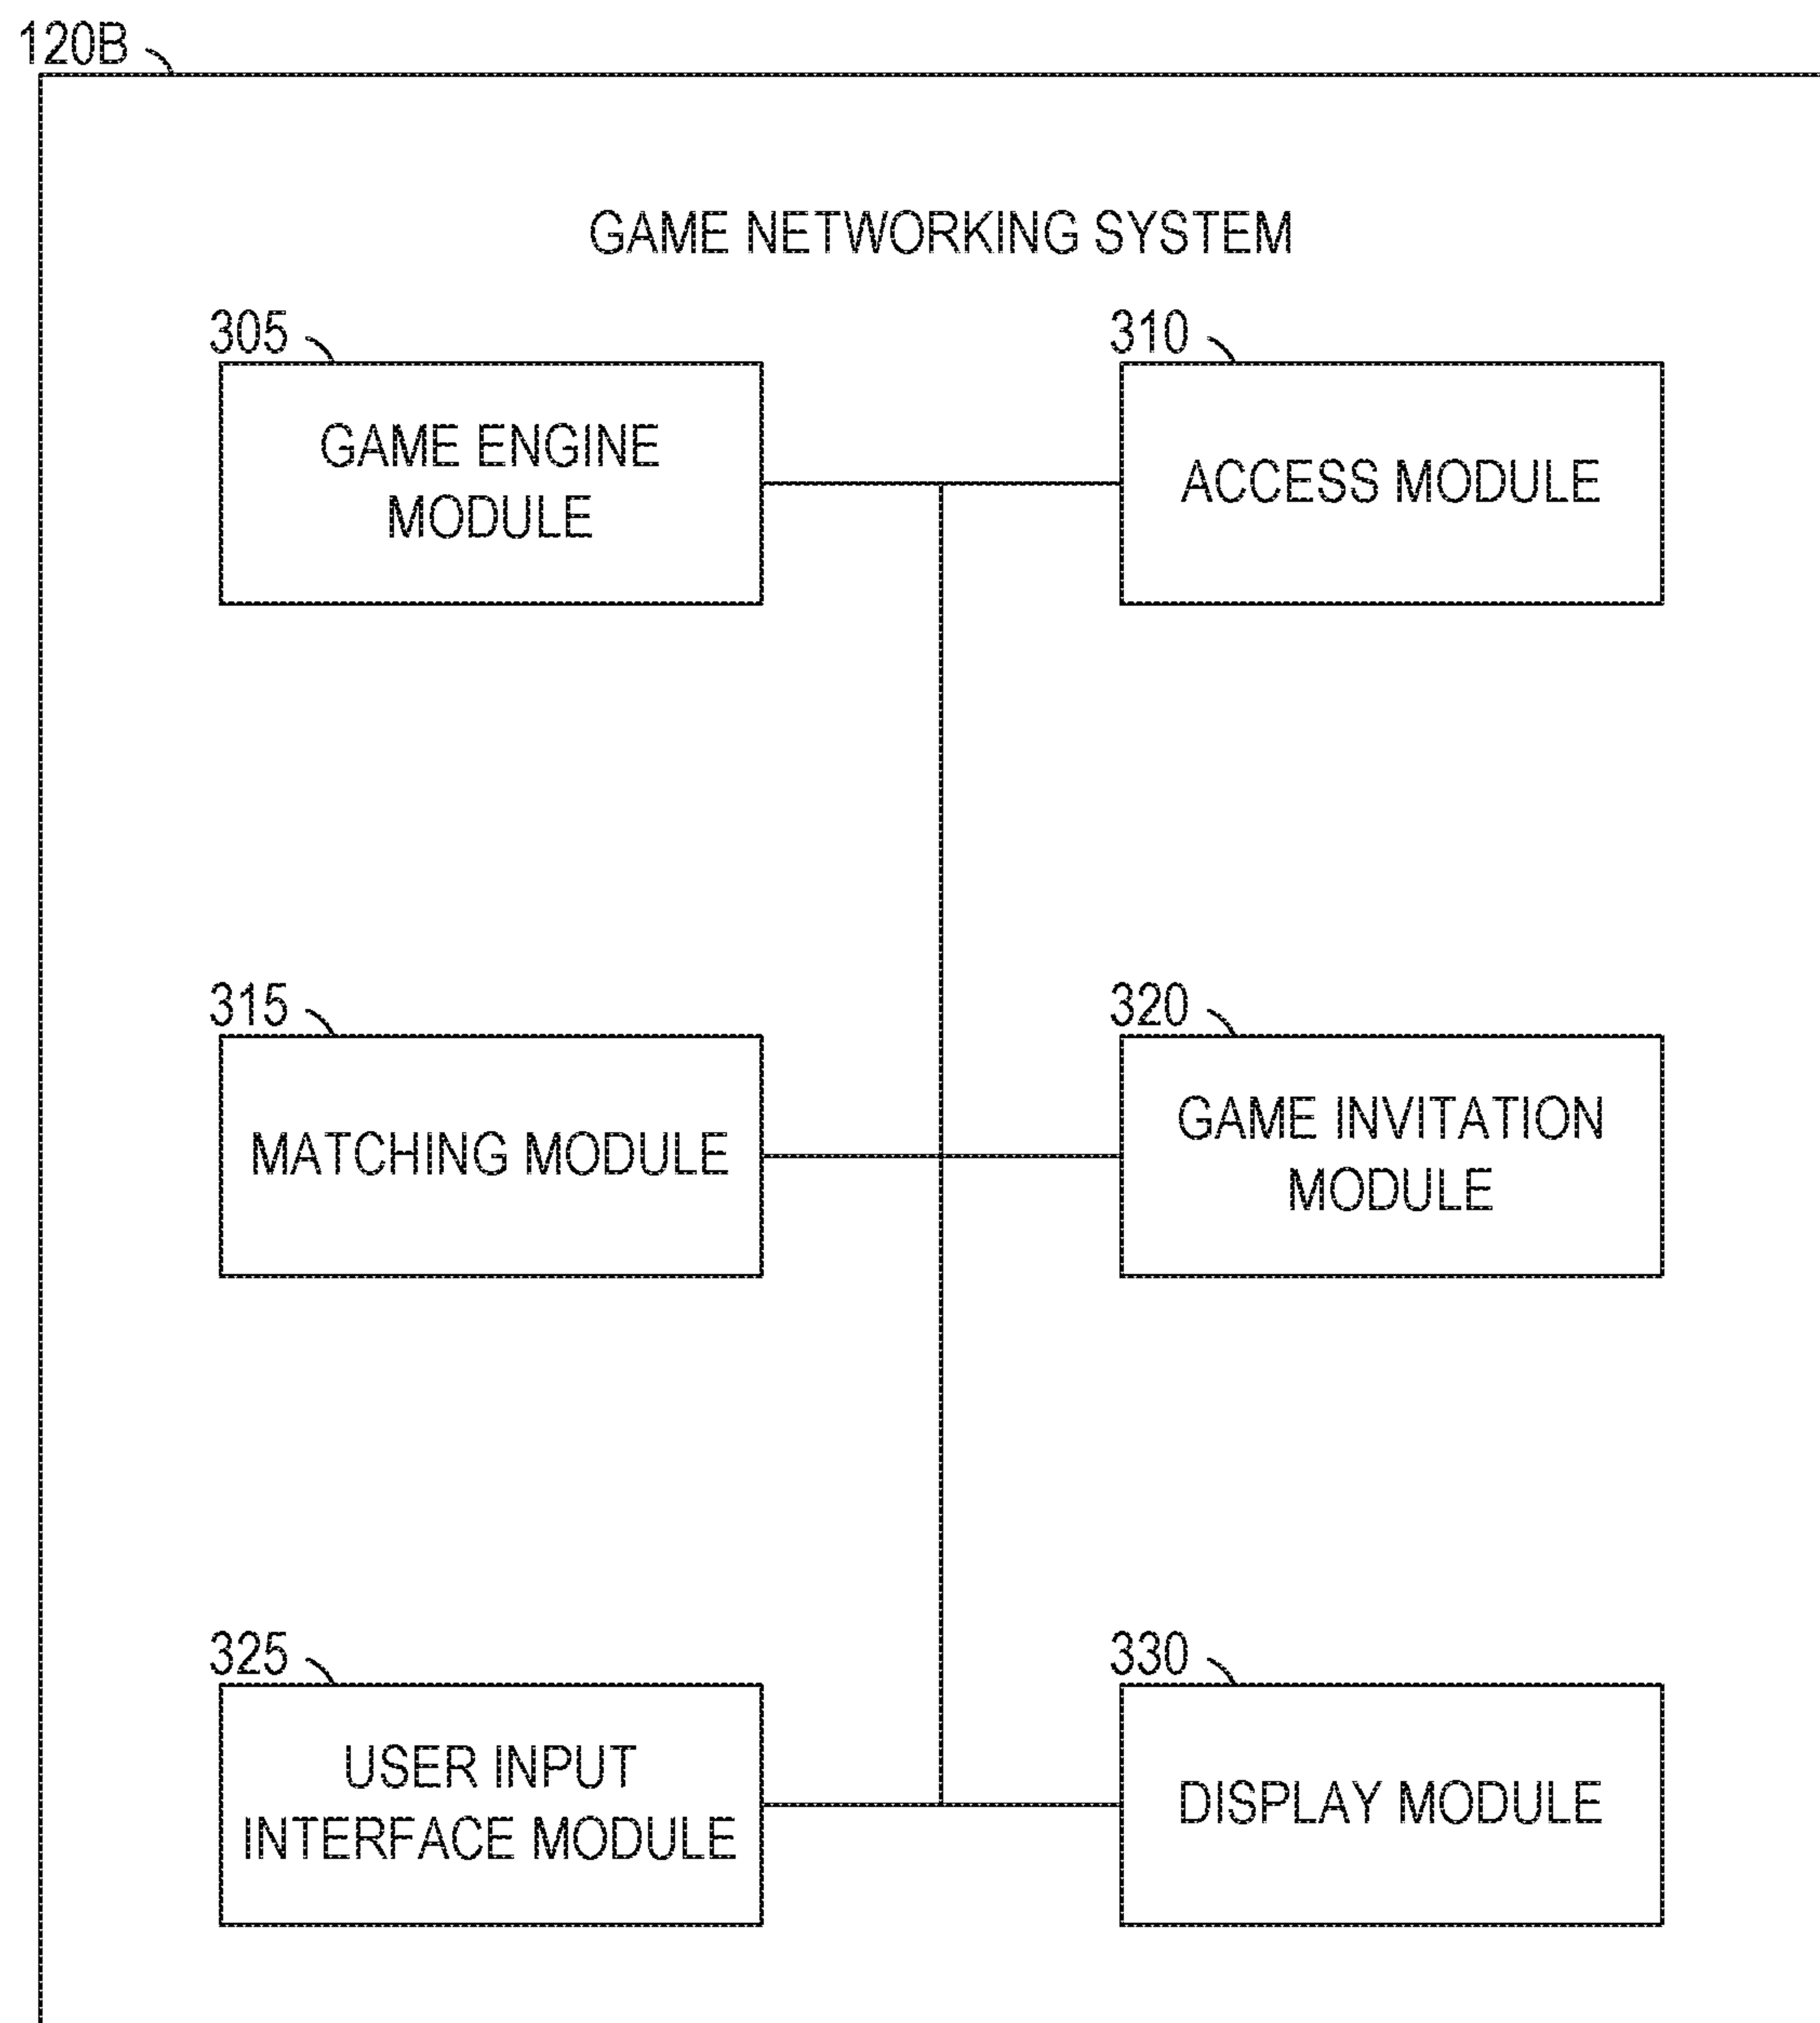 120B
GAME NETWORKING SYSTEM
305
310
GAME ENGINE
MODULE
ACCESS MODULE
315
320
MATCHING MODULE
GAME INVITATION
MODULE
325
330
USER INPUT
INTERFACE MODULE
DISPLAY MODULE